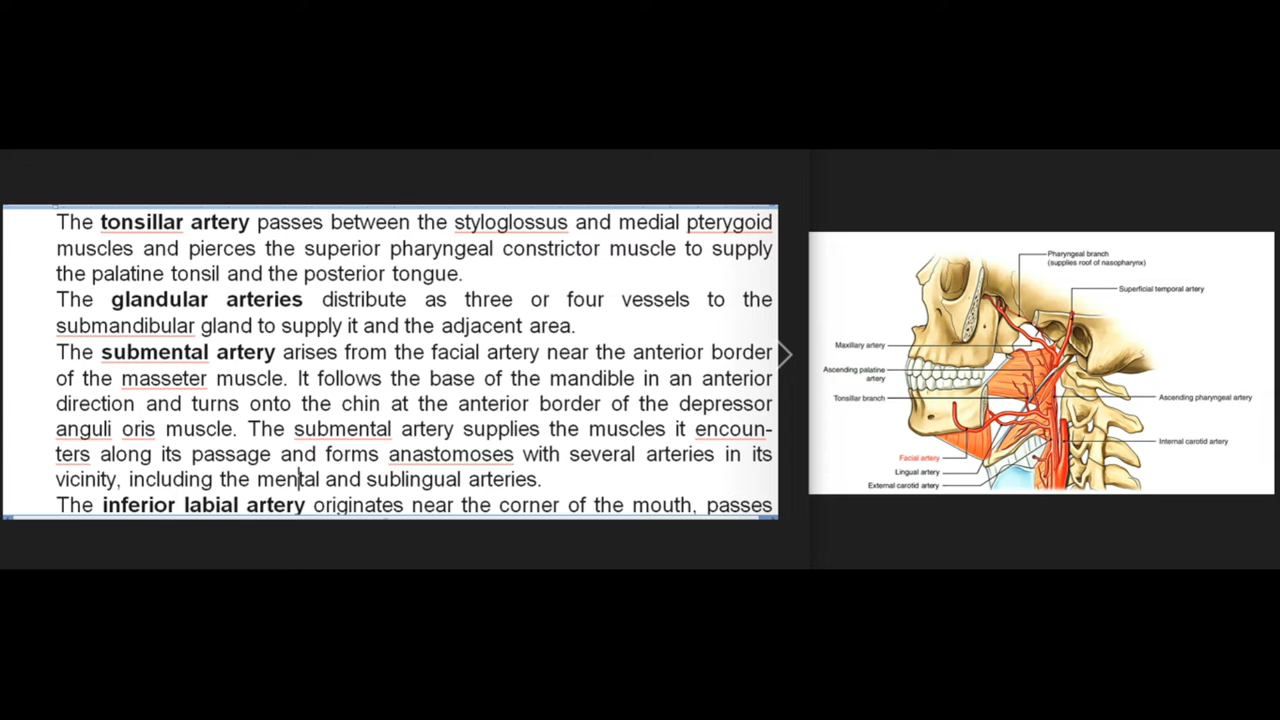 The tonsillar artery passes between the styloglossus and medial pterygoid
muscles and pierces the superior pharyngeal constrictor muscle to supply
the palatine tonsil and the posterior tongue.
The glandular arteries distribute as three or four vessels to the
submandibular gland to supply it and the adjacent area.
The submental artery arises from the facial artery near the anterior border
of the masseter muscle. It follows the base of the mandible in an anterior
direction and turns onto the chin at the anterior border of the depressor
anguli oris muscle. The submntal artery supplies the muscles it encoun-
ters along its passage and forms anastomoses with several arteries in its
vicinity, including the mental and sublingual arteries.
The inferior labial artery originates near the corner of the mouth, passes
Pharyngeal branch
(supplies roof of nasopharynx)
Superficial temporal artery
Maxillary artery
Ascending palatine
artery
Tonsillar branch
Ascending pharyngeal artery
Internal carotid artery
Facial artery
Lingual artery
External carotid artery